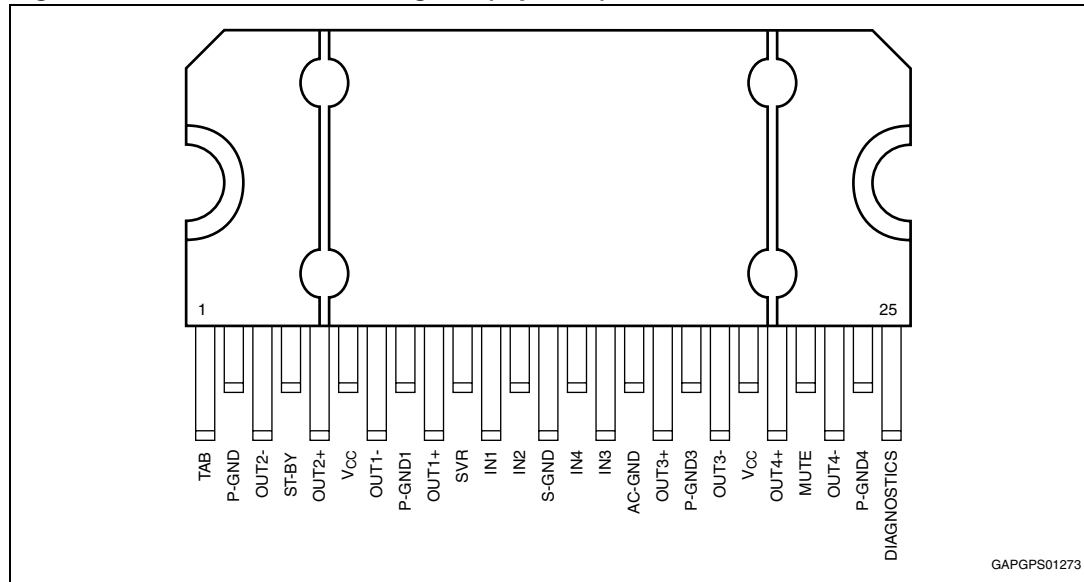 1
25
TAB
P-GND
OUT2-
ST-BY
OUT2+
VCC
OUT1-
P-GND1
OUT1+
SVR
IN1
IN2
S-GND
IN4
IN3
AC-GND
OUT3+
P-GND3
OUT3-
VCC
OUT4+
MUTE
OUT4-
P-GND4
DIAGNOSTICS
GAPGPS01273